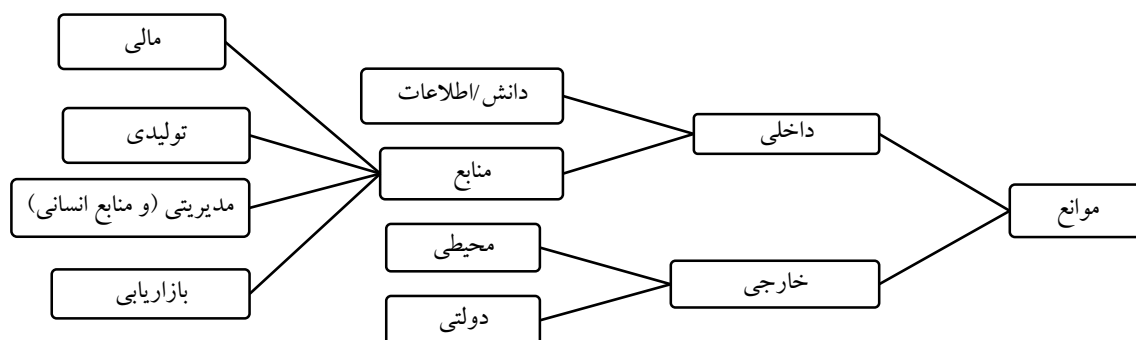 موانع
داخلی
دانش/اطلاعات
منابع
مالی
تولیدی
مدیریتی (و منابع انسانی)
بازاریابی
خارجی
محیطی
دولتی